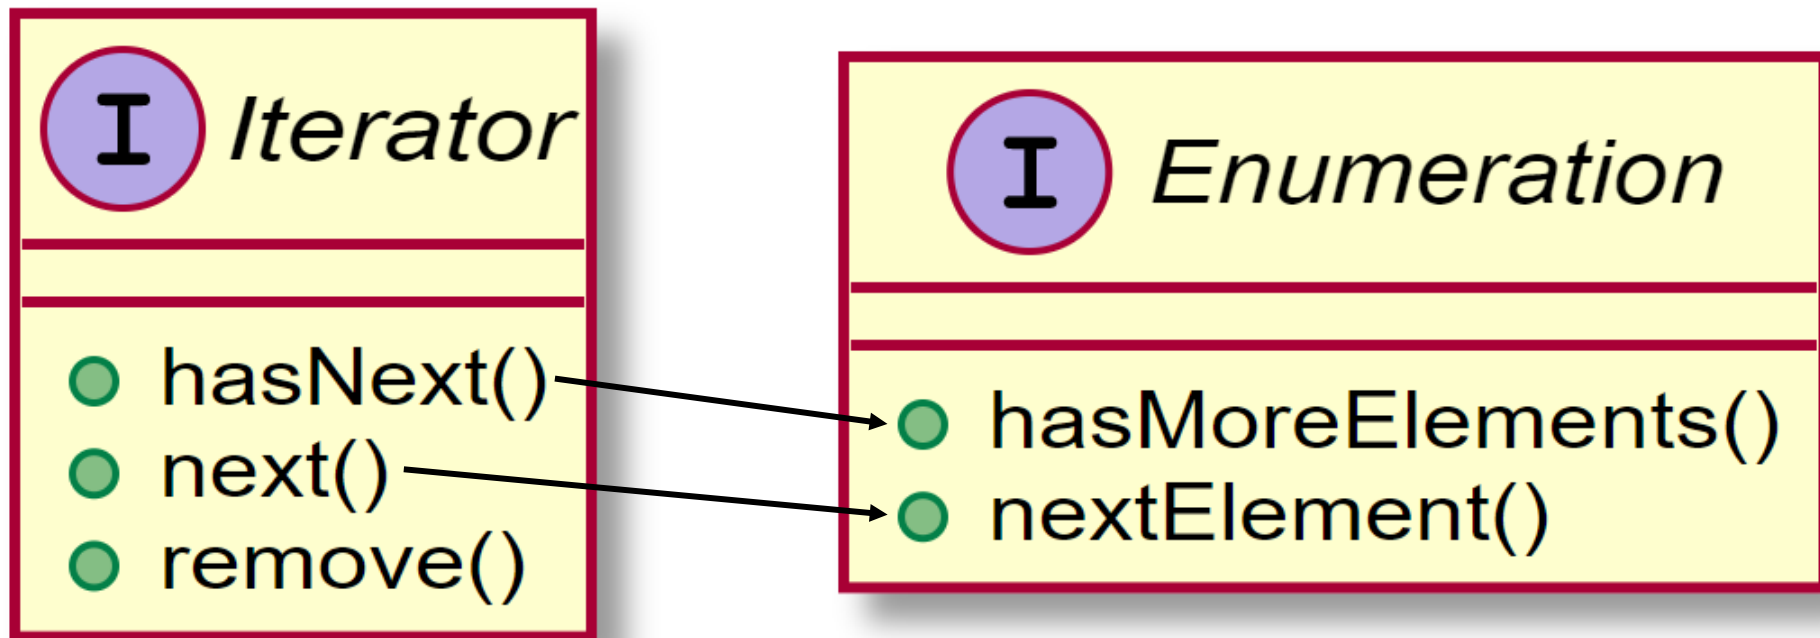 I Iterator
hasNext()
next()
remove()
I Enumeration
hasMoreElements()
nextElement()